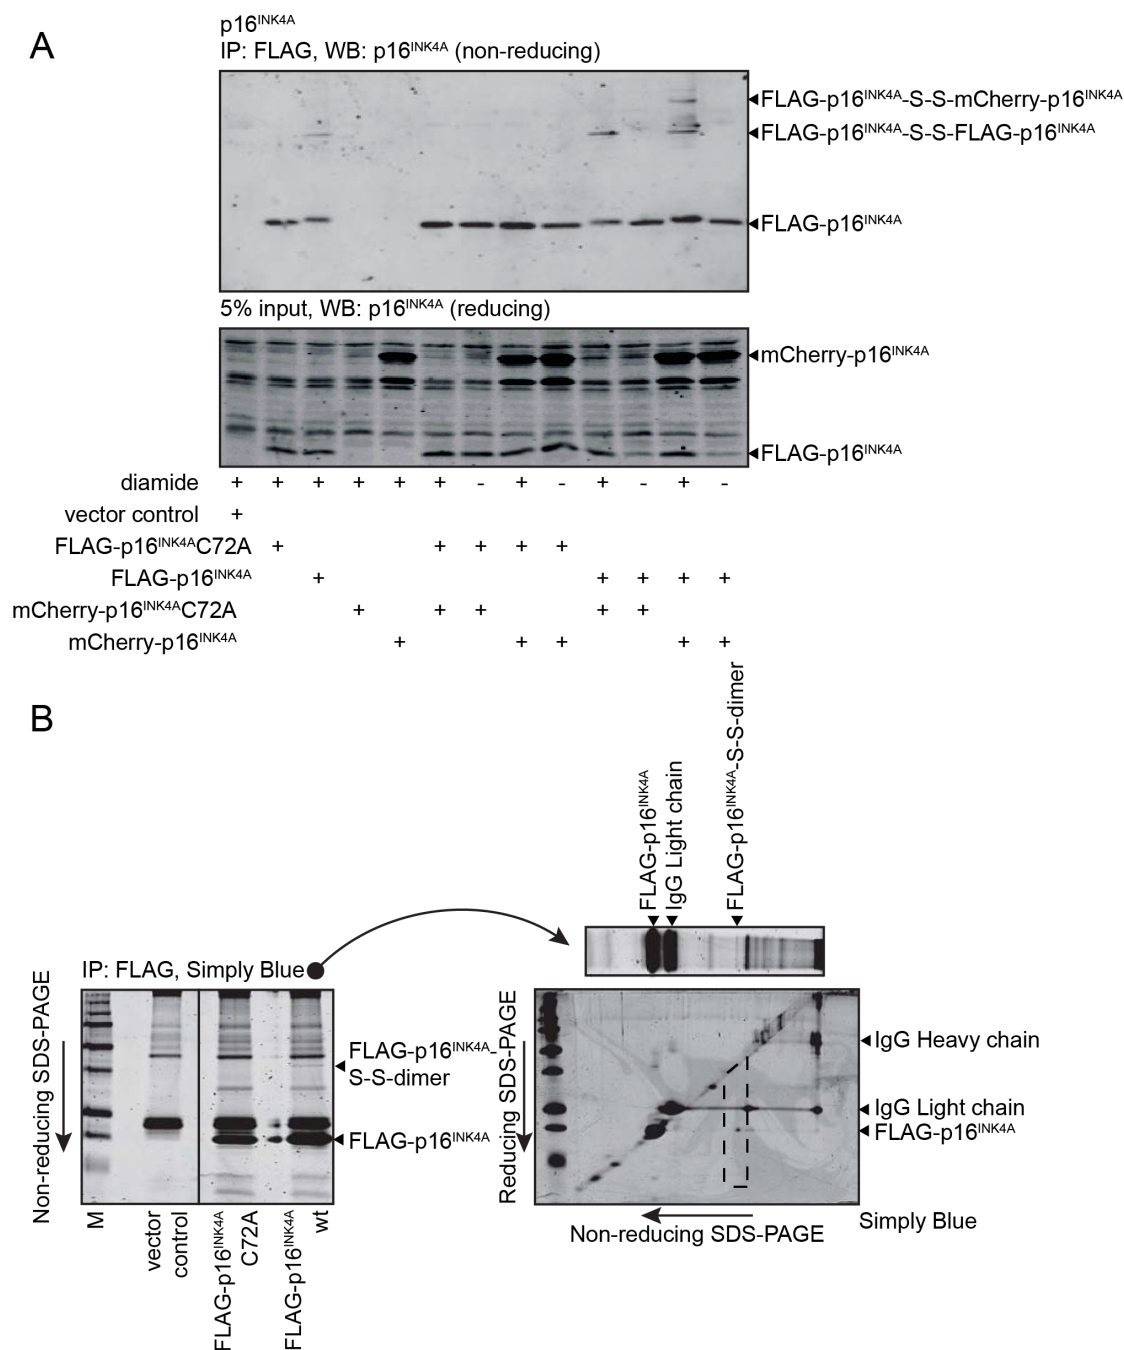 A
p16INK4A
IP: FLAG, WB: p16INK4A (non-reducing)
FLAG-p16INK4A-S-S-mCherry-p16INK4A
FLAG-p16INK4A-S-S-FLAG-p16INK4A
FLAG-p16INK4A
5% input, WB: p16INK4A (reducing)
mCherry-p16INK4A
FLAG-p16INK4A
diamide + + + + + + - + - + - + -
vector control +
FLAG-p16INK4AC72A + + + + +
FLAG-p16INK4A + + + + +
mCherry-p16INK4AC72A + + + + +
mCherry-p16INK4A + + + + +
B
FLAG-p16INK4A
IgG Light chain
FLAG-p16INK4A-S-S-dimer
IP: FLAG, Simply Blue
Non-reducing SDS-PAGE
FLAG-p16INK4A-
S-S-dimer
FLAG-p16INK4A
M
vector
control
FLAG-p16INK4A
C72A
FLAG-p16INK4A
wt
Reducing SDS-PAGE
IgG Heavy chain
IgG Light chain
FLAG-p16INK4A
Non-reducing SDS-PAGE
Simply Blue